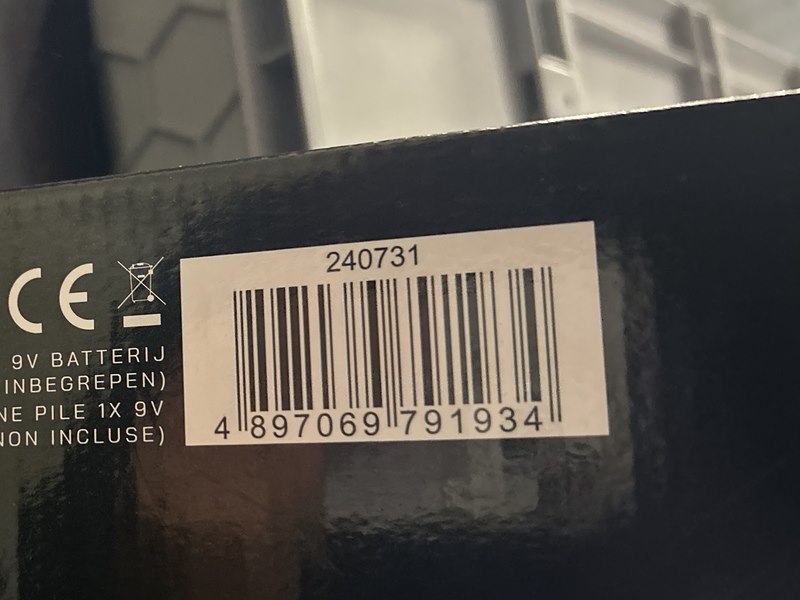 240731
CE
9V BATTERIJ
INBEGREPEN)
NE PILE 1X 9V
NON INCLUSE)
4 897069 791934